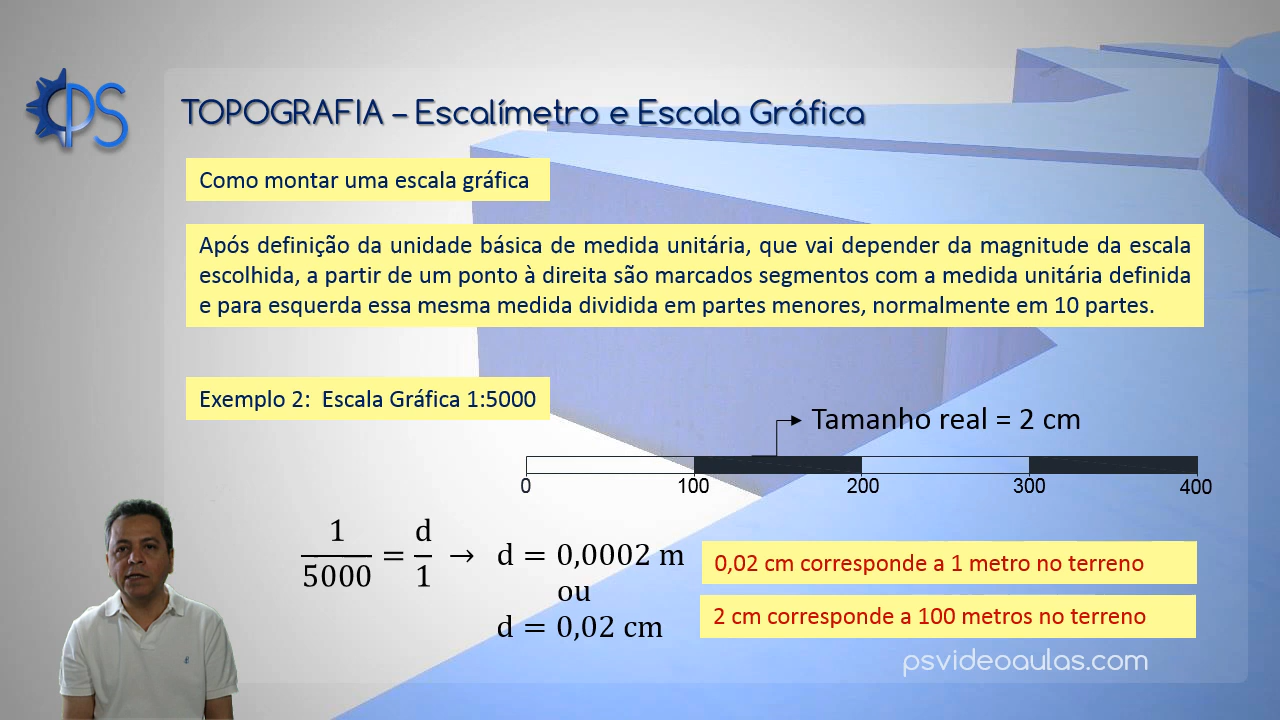 PS
TOPOGRAFIA – Escalímetro e Escala Gráfica
Como montar uma escala gráfica
Após definição da unidade básica de medida unitária, que vai depender da magnitude da escala
escolhida, a partir de um ponto à direita são marcados segmentos com a medida unitária definida
e para esquerda essa mesma medida dividida em partes menores, normalmente em 10 partes.
Exemplo 2: Escala Gráfica 1:5000
Tamanho real = 2 cm
0 100 200 300 400
1/5000 = d/1 → d = 0,0002 m
ou
d = 0,02 cm
0,02 cm corresponde a 1 metro no terreno
2 cm corresponde a 100 metros no terreno
psvideoaulas.com